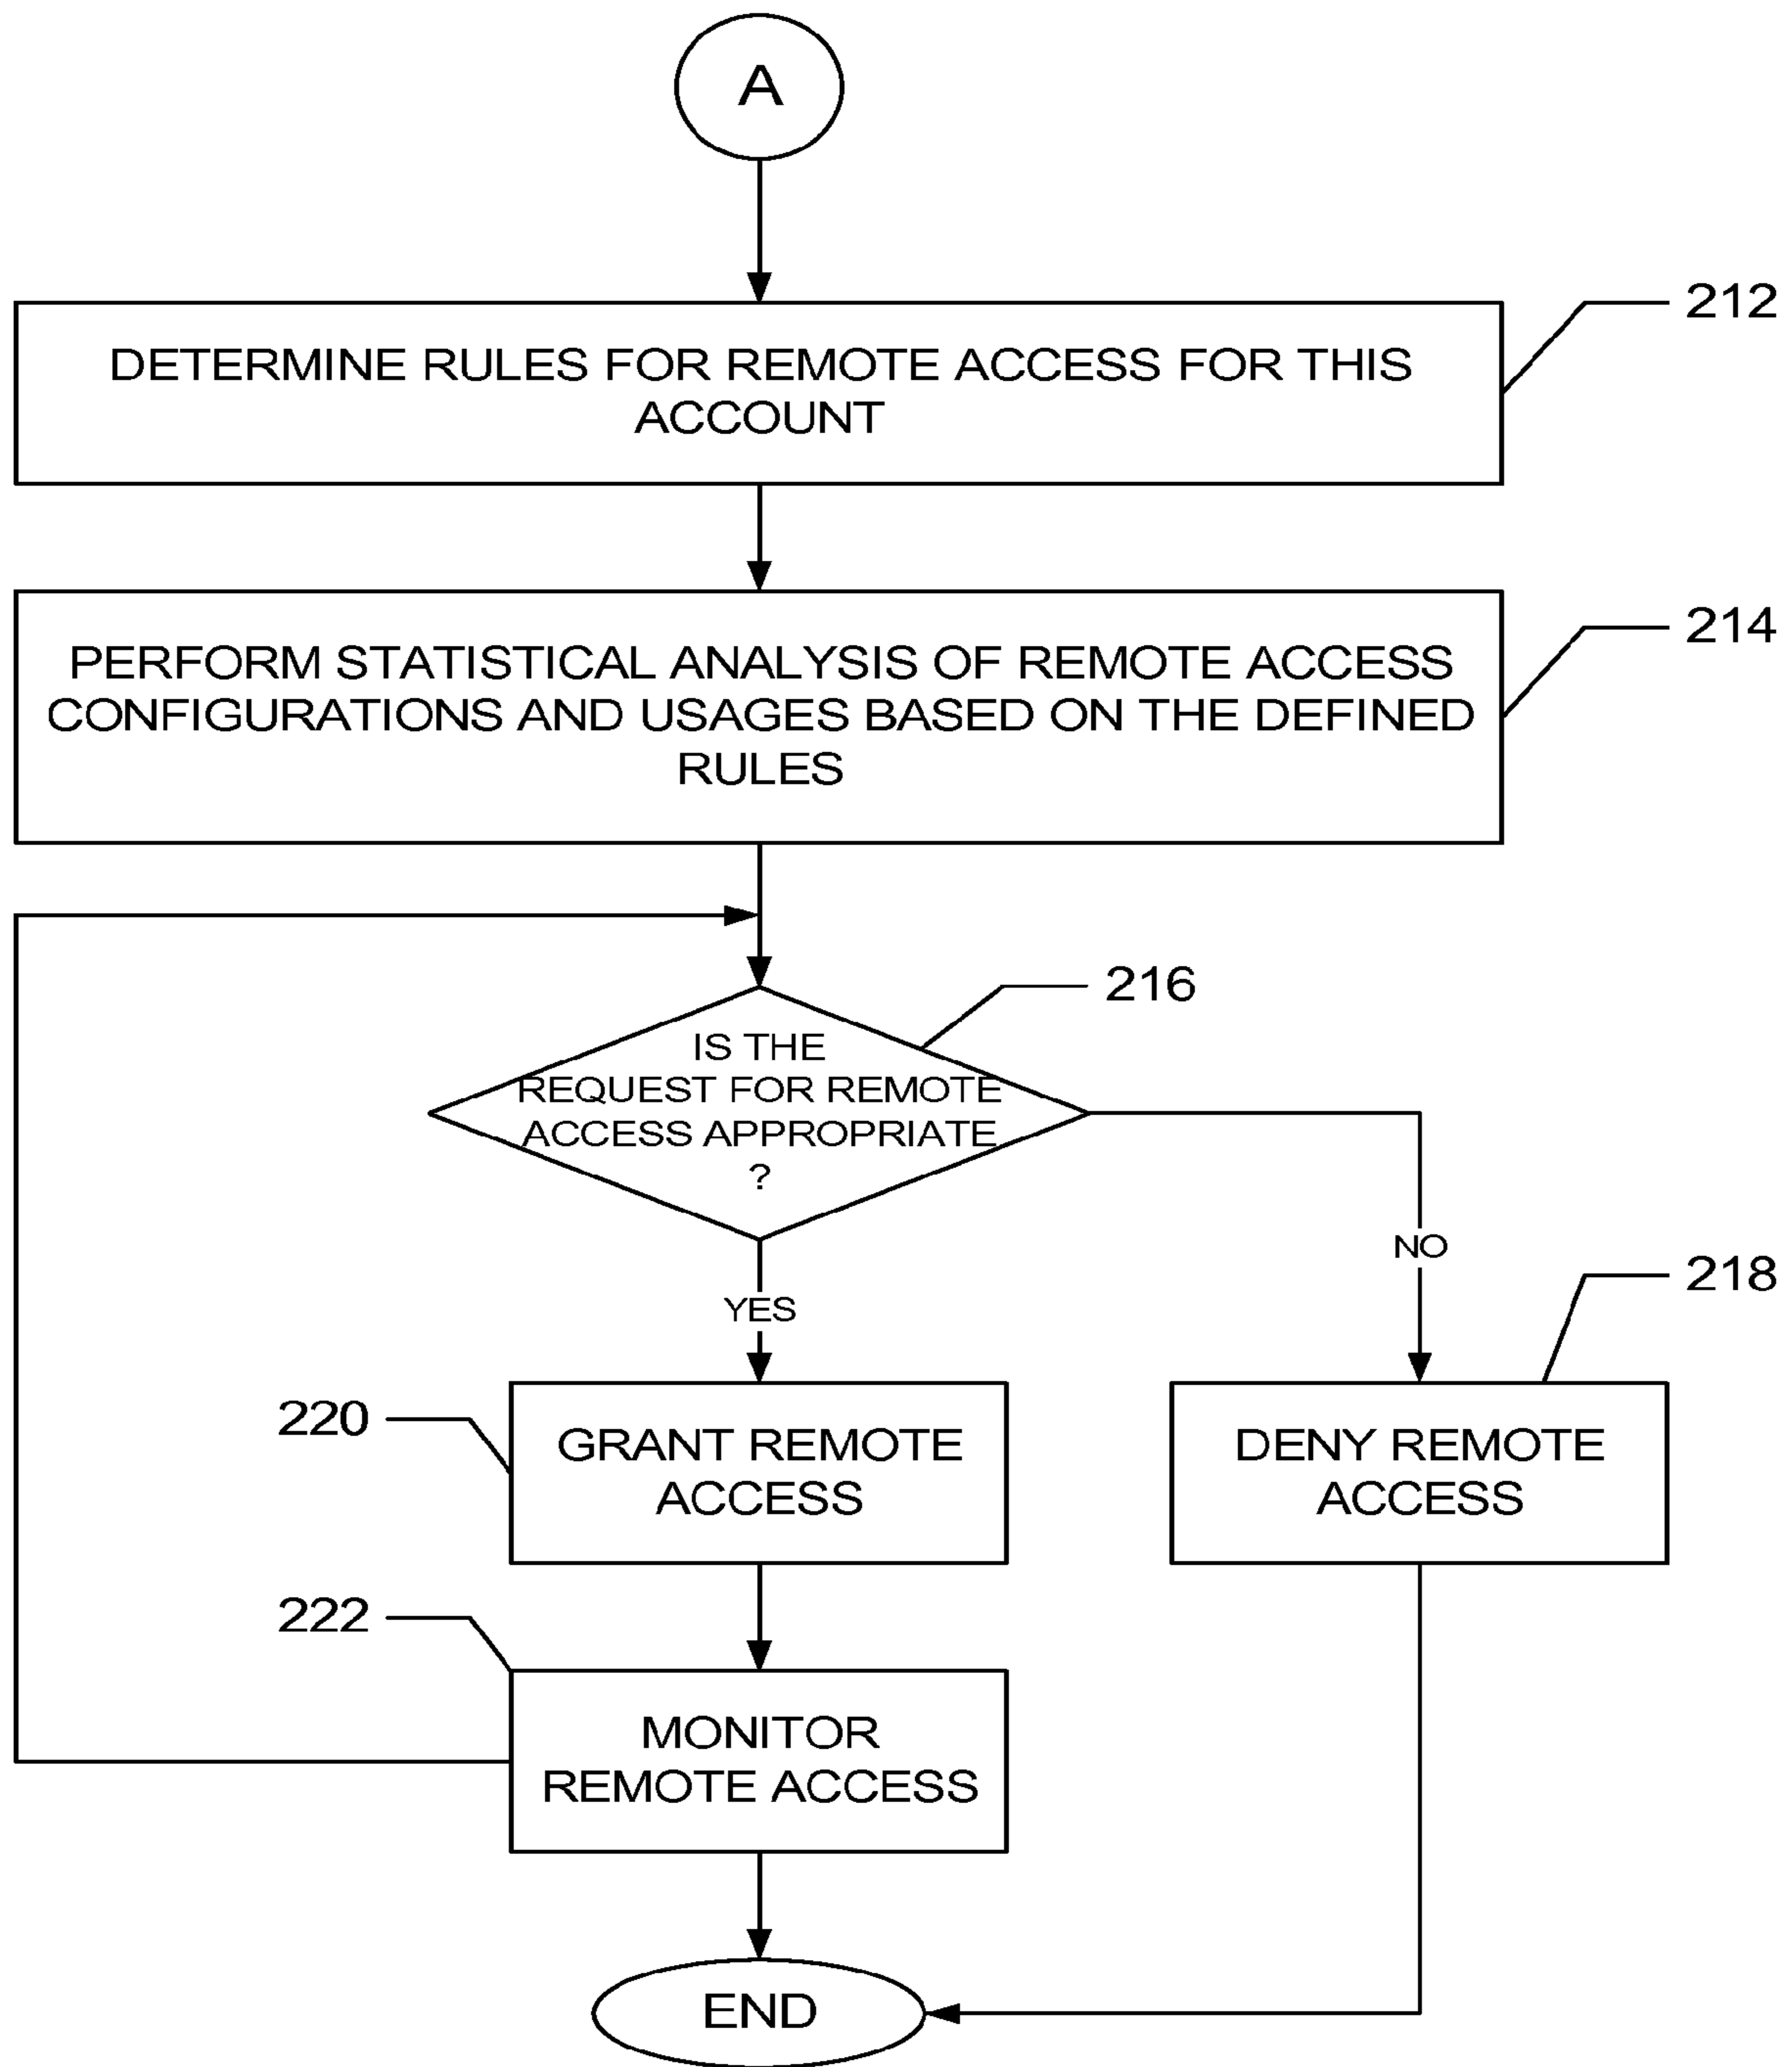 A
212
DETERMINE RULES FOR REMOTE ACCESS FOR THIS
ACCOUNT
214
PERFORM STATISTICAL ANALYSIS OF REMOTE ACCESS
CONFIGURATIONS AND USAGES BASED ON THE DEFINED
RULES
216
IS THE
REQUEST FOR REMOTE
ACCESS APPROPRIATE
?
NO
218
YES
220
GRANT REMOTE
ACCESS
DENY REMOTE
ACCESS
222
MONITOR
REMOTE ACCESS
END